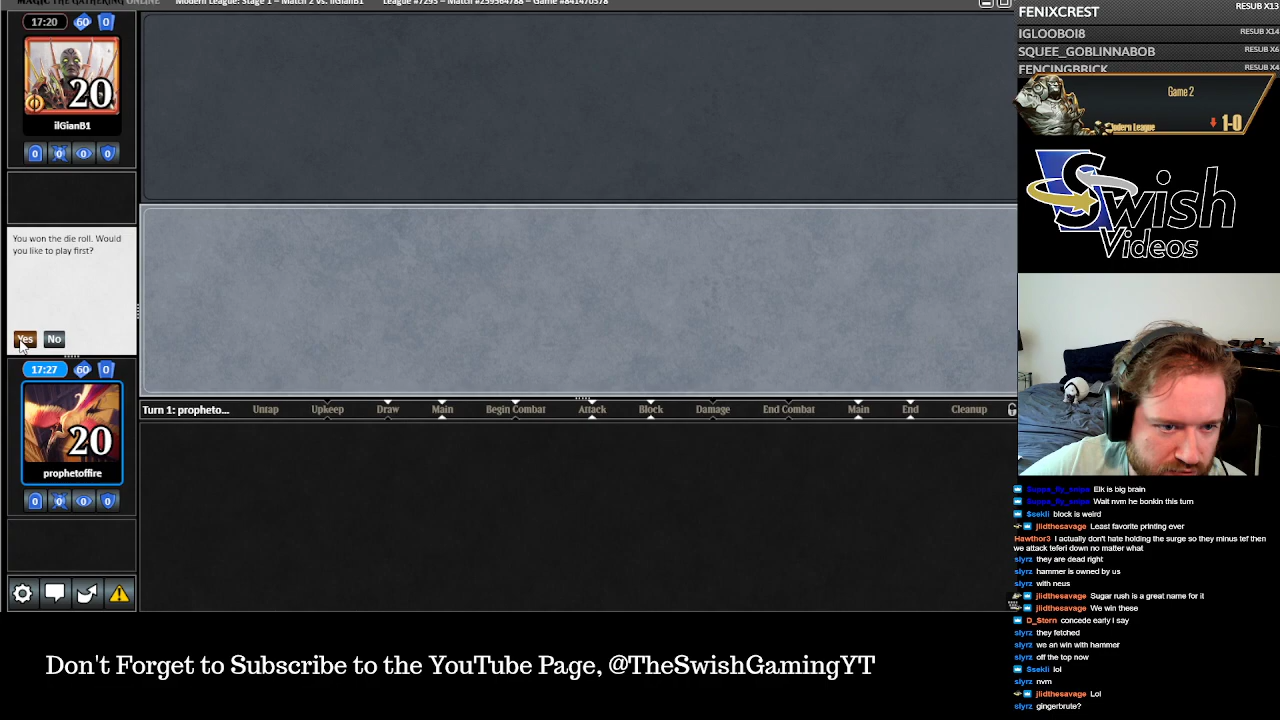 MAGIC THE GATHERING ONLINE
Modern League: Stage 1 - Match 2 vs. ilGianB1
17:20 60 0
20
ilGianB1
0 0 0 0
You won the die roll. Would
you like to play first?
Yes No
17:27 60 0
20
prophetoffire
0 0 0 0
Turn 1: propheto... Untap Upkeep Draw Main Begin Combat Attack Block Damage End Combat Main End Cleanup
FENIXCREST RESUB X13
IGLOOBOI8 RESUB X14
SQUEE_GOBLINNABOB RESUB X6
FENCINGBRICK RESUB X4
Game 2
Modern League 1-0
Swish
Videos
Elk is big brain
Wait nvm he bonkin this turn
Ssekli block is weird
jlidthesavage Least favorite printing ever
Hawthor3 I actually don't hate holding the surge so they minus tef then
we attack teferi down no matter what
slyrz they are dead right
slyrz hammer is owned by us
slyrz with neus
jlidthesavage Sugar rush is a great name for it
jlidthesavage We win these
D_Stern concede early I say
slyrz they fetched
slyrz we an win with hammer
slyrz off the top now
Ssekli lol
slyrz nvm
jlidthesavage Lol
slyrz gingerbrute?
Don't Forget to Subscribe to the YouTube Page, @TheSwishGamingYT